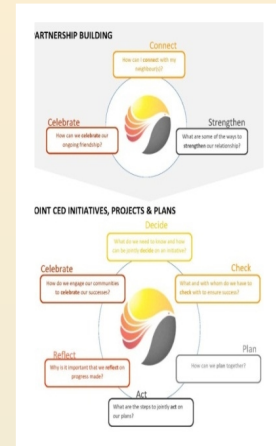 ARTNERSHIP BUILDING
Connect
How can I connect with my
neighbour(s)?
Celebrate
How can we celebrate our
ongoing friendship?
Strengthen
What are some of the ways to
strengthen our relationship?
OINT CED INITIATIVES, PROJECTS & PLANS
Decide
What do we need to know and how
can be jointly decide on an initiative?
Celebrate
How do we engage our communities
to celebrate our successes?
Check
What and with whom do we have to
check with to ensure success?
Reflect
Why is it important that we reflect on
progress made?
Plan
How can we plan together?
Act
What are the steps to jointly act on
our plans?